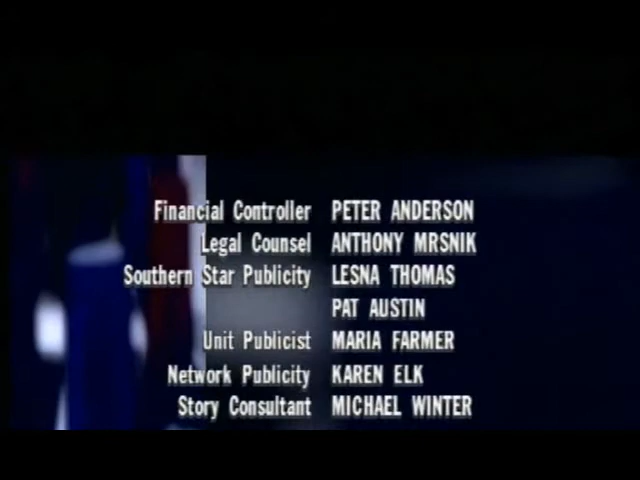 Financial Controller PETER ANDERSON
Legal Counsel ANTHONY MRSNIK
Southern Star Publicity LESNA THOMAS
PAT AUSTIN
Unit Publicist MARIA FARMER
Network Publicity KAREN ELK
Story Consultant MICHAEL WINTER